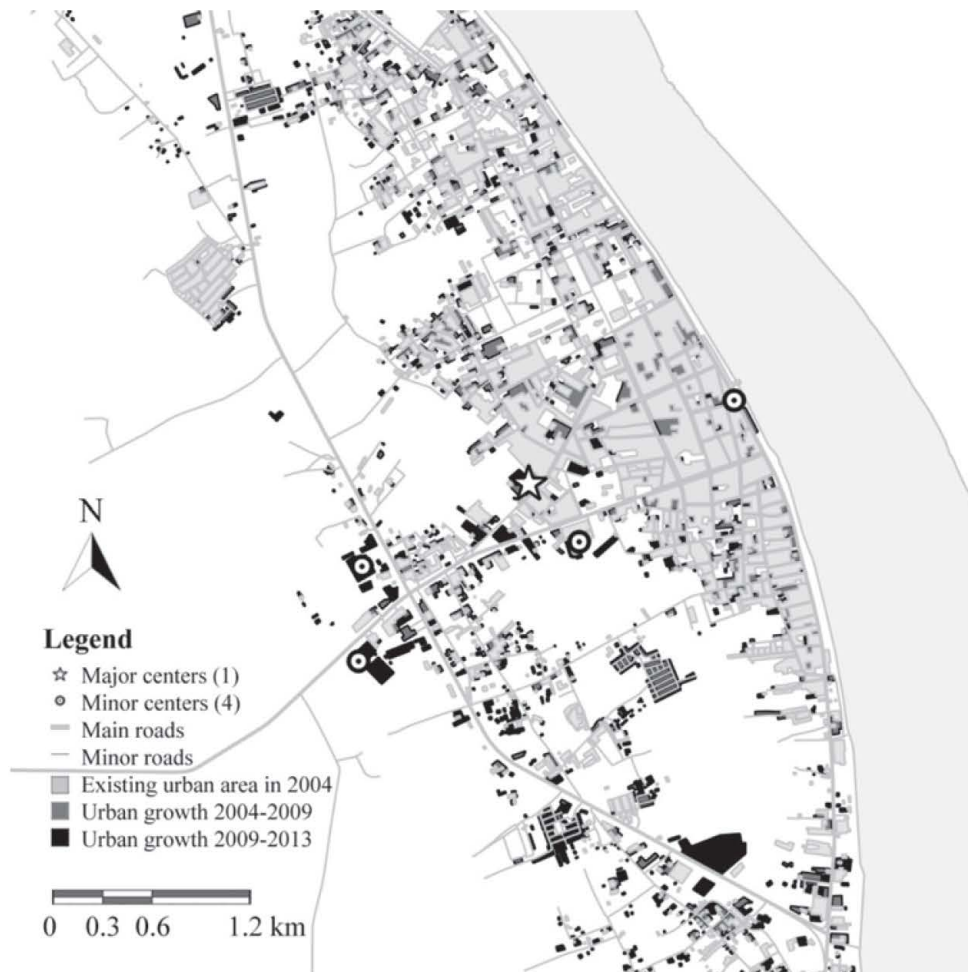 N
Legend
Major centers (1)
Minor centers (4)
Main roads
Minor roads
Existing urban area in 2004
Urban growth 2004-2009
Urban growth 2009-2013
0 0.3 0.6 1.2 km